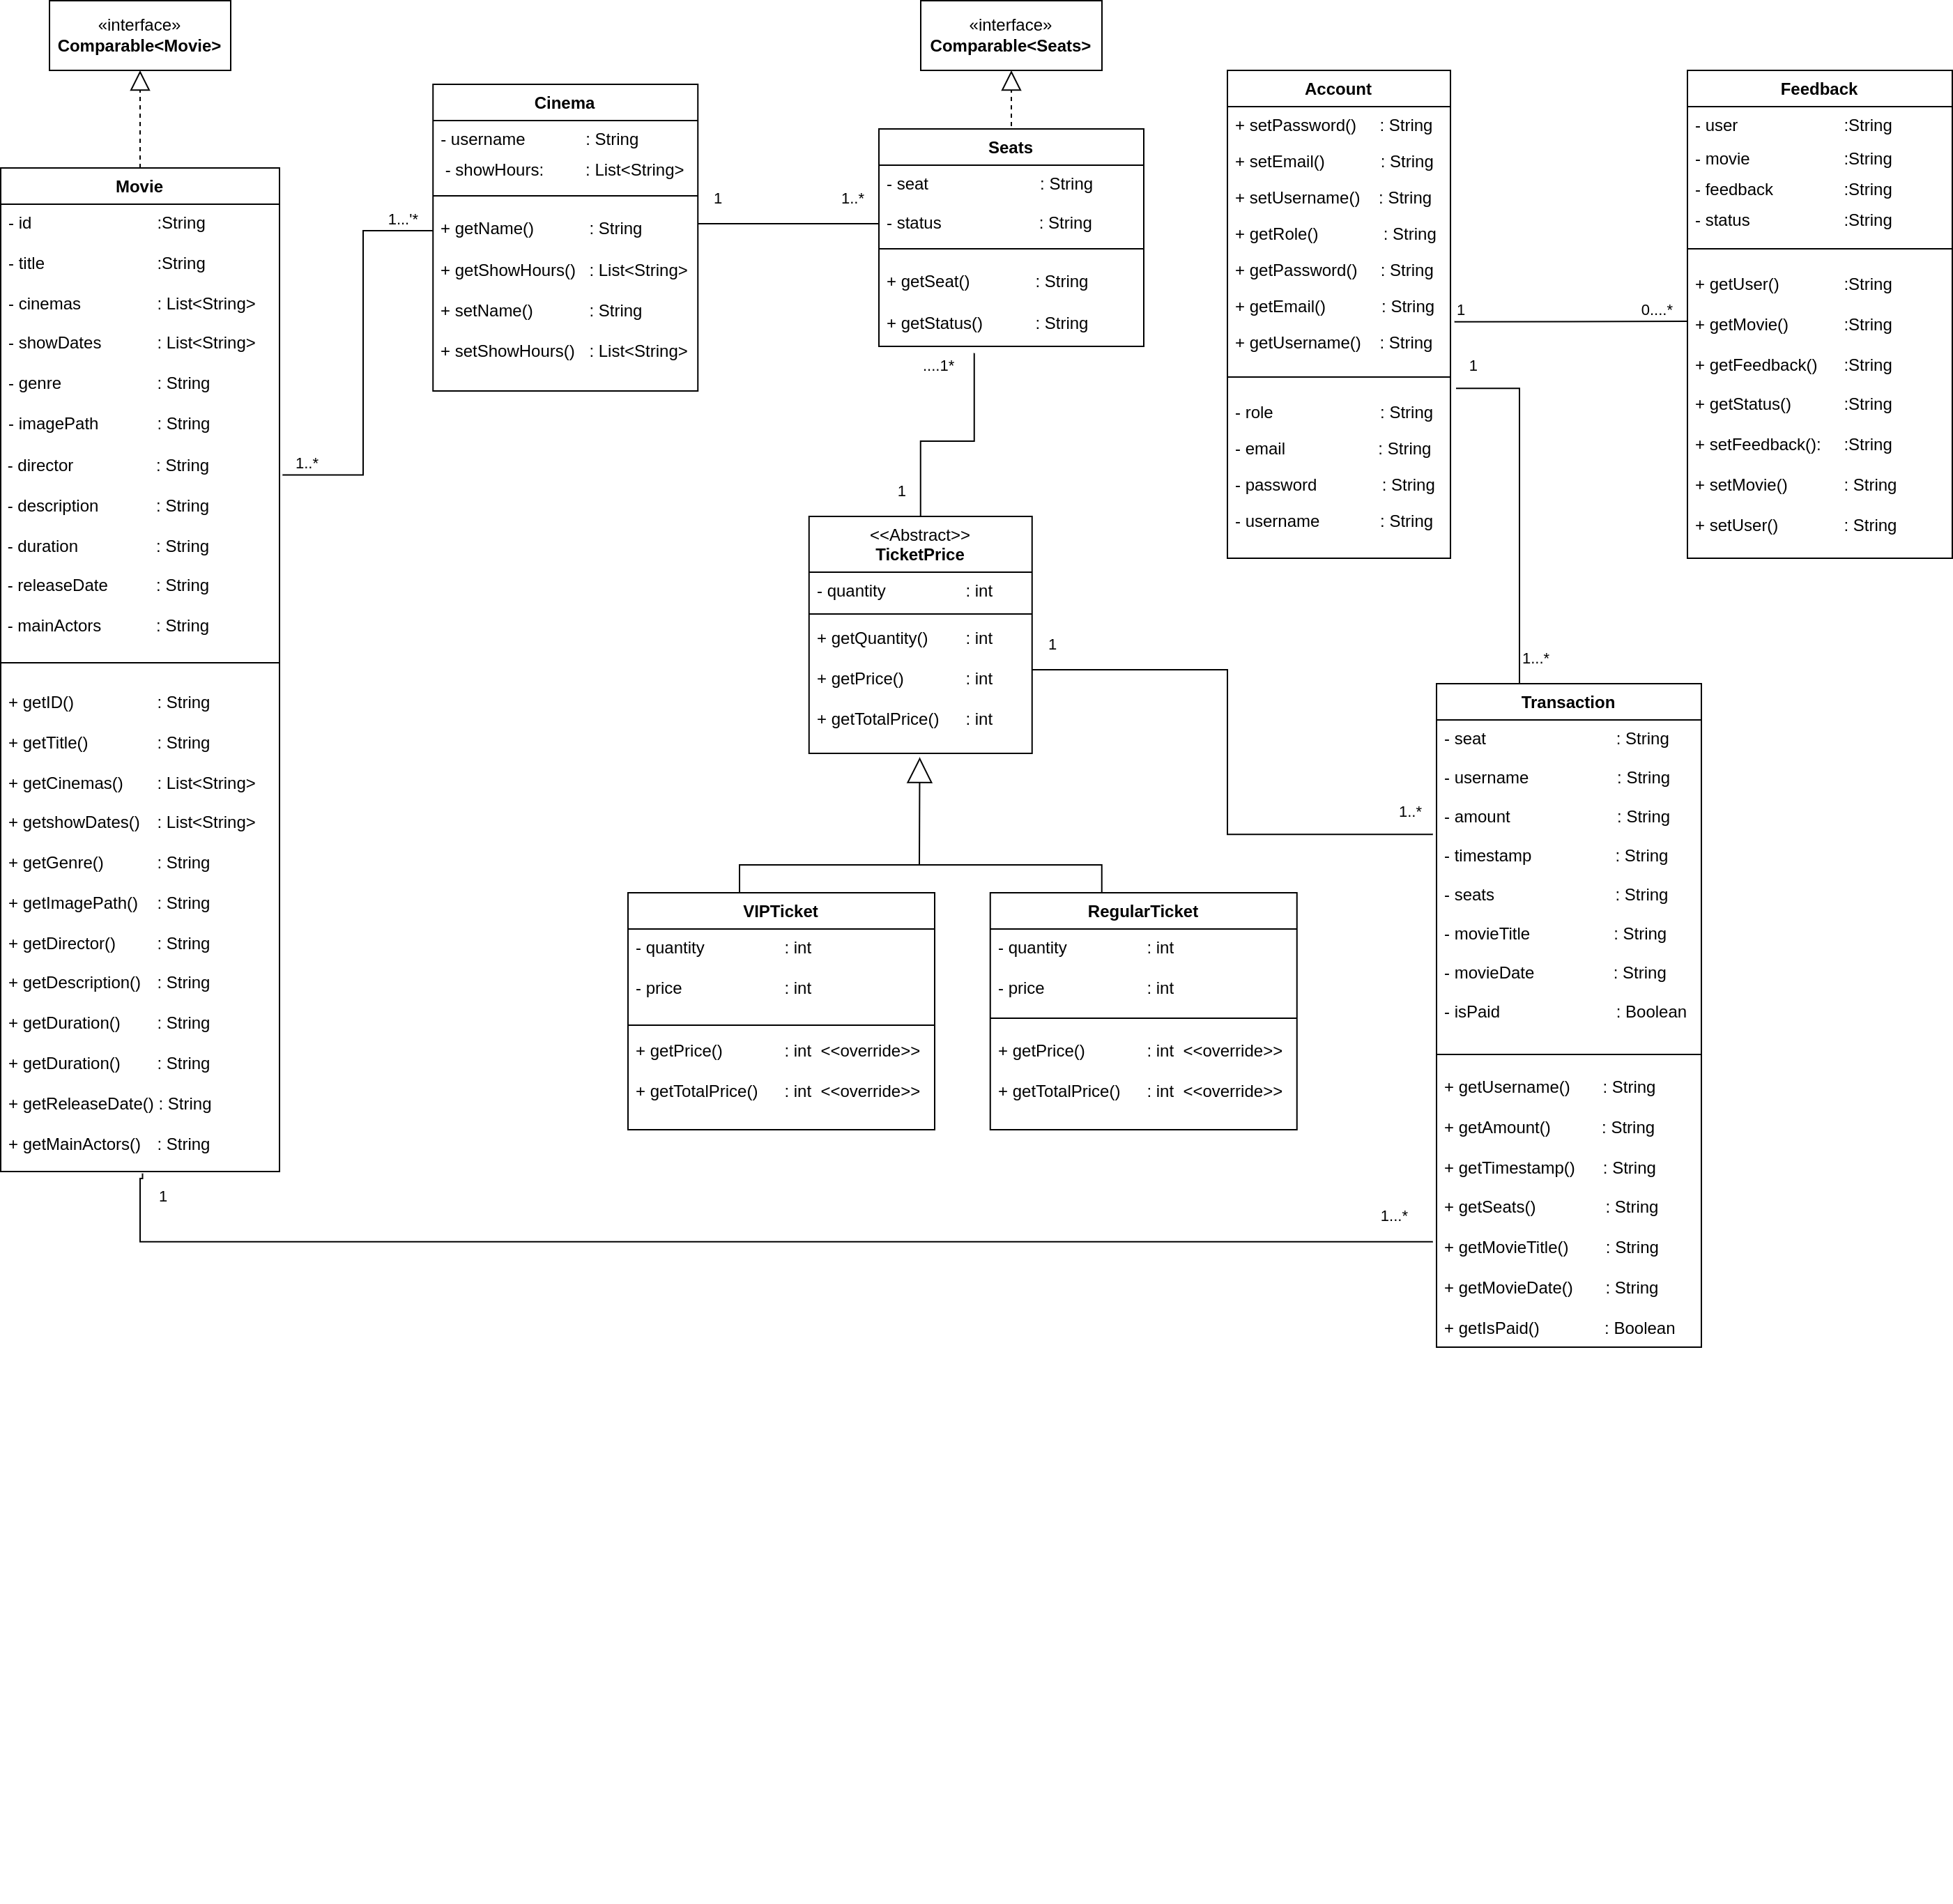 «interface»
Comparable<Movie>
Movie
- id :String
- title :String
- cinemas : List<String>
- showDates : List<String>
- genre : String
- imagePath : String
- director : String
- description : String
- duration : String
- releaseDate : String
- mainActors : String
+ getID() : String
+ getTitle() : String
+ getCinemas() : List<String>
+ getshowDates() : List<String>
+ getGenre() : String
+ getImagePath() : String
+ getDirector() : String
+ getDescription() : String
+ getDuration() : String
+ getDuration() : String
+ getReleaseDate() : String
+ getMainActors() : String
1..*
1...'*
Cinema
- username : String
- showHours: : List<String>
+ getName() : String
+ getShowHours() : List<String>
+ setName() : String
+ setShowHours() : List<String>
1
1..*
«interface»
Comparable<Seats>
Seats
- seat : String
- status : String
+ getSeat() : String
+ getStatus() : String
....1*
1
<<Abstract>>
TicketPrice
- quantity : int
+ getQuantity() : int
+ getPrice() : int
+ getTotalPrice() : int
1
1..*
VIPTicket
- quantity : int
- price : int
+ getPrice() : int <<override>>
+ getTotalPrice() : int <<override>>
RegularTicket
- quantity : int
- price : int
+ getPrice() : int <<override>>
+ getTotalPrice() : int <<override>>
Account
+ setPassword() : String
+ setEmail() : String
+ setUsername() : String
+ getRole() : String
+ getPassword() : String
+ getEmail() : String
+ getUsername() : String
- role : String
- email : String
- password : String
- username : String
1
0....*
1
1...*
Feedback
- user :String
- movie :String
- feedback :String
- status :String
+ getUser() :String
+ getMovie() :String
+ getFeedback() :String
+ getStatus() :String
+ setFeedback(): :String
+ setMovie() : String
+ setUser() : String
Transaction
- seat : String
- username : String
- amount : String
- timestamp : String
- seats : String
- movieTitle : String
- movieDate : String
- isPaid : Boolean
+ getUsername() : String
+ getAmount() : String
+ getTimestamp() : String
+ getSeats() : String
+ getMovieTitle() : String
+ getMovieDate() : String
+ getIsPaid() : Boolean
1
1...*